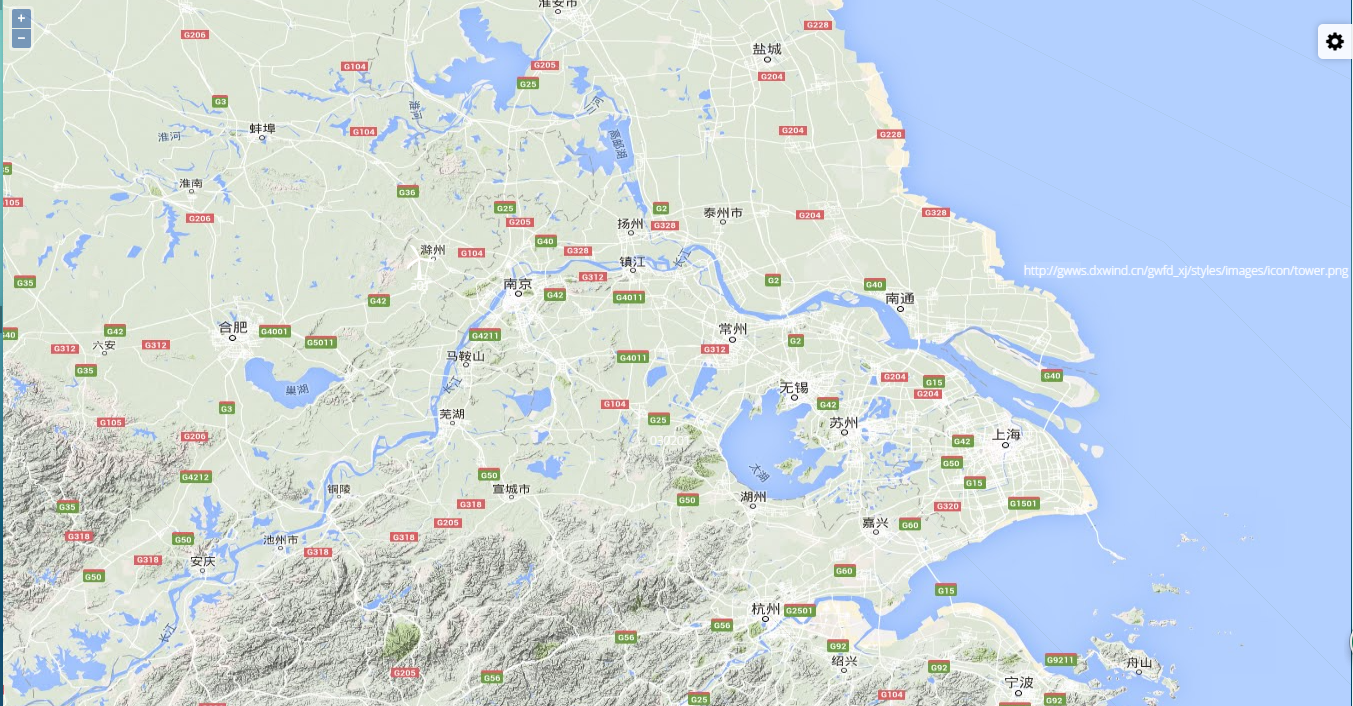 淮安市
+
G228
G206
−
盐城
G104
G205
G204
G25
G3
淮河
蚌埠
G104
G204
G228
高邮湖
淮南
G36
G105
G206
G25
G205
G2
泰州市
G204
G328
扬州
G328
滁州
G104
G40
G328
长江
镇江
http://gwws.dxwind.cn/gwfd_xj/styles/images/icon/tower.png
G312
G35
南京
G42
G4011
G2
G40
南通
G42
合肥
G4001
G42
G40
G4211
常州
G5011
六安
G312
G312
G312
G2
马鞍山
G4011
G35
G204
G15
G40
长江
巢湖
无锡
G204
G3
G104
G42
芜湖
G25
苏州
G105
G206
上海
G42
G50
太湖
G4212
G50
G15
铜陵
宣城市
湖州
G50
G35
G318
G320
G1501
G205
嘉兴
G60
G318
G318
G50
池州市
G318
G318
安庆
G50
G60
G15
杭州
G2501
长江
G56
G56
G92
绍兴
G9211
舟山
G205
G56
G92
宁波
G25
G104
G92